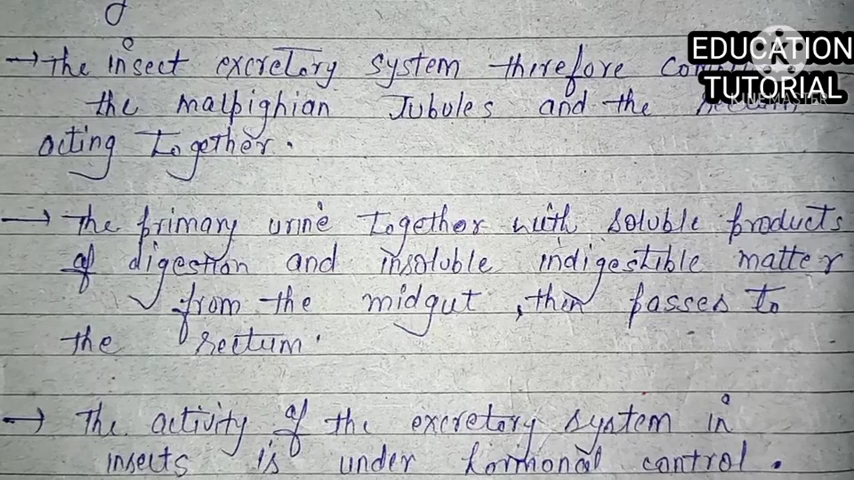 → The insect excretory system therefore
EDUCATION
TUTORIAL
KINEMASTER
the malpighian Tubules and the rectum
acting Together.
→ The primary urine Together with soluble products
of digestion and insoluble indigestible matter
from the midgut, then passes to
the rectum.
→ The activity of the excretory system in
insects is under hormonal control.